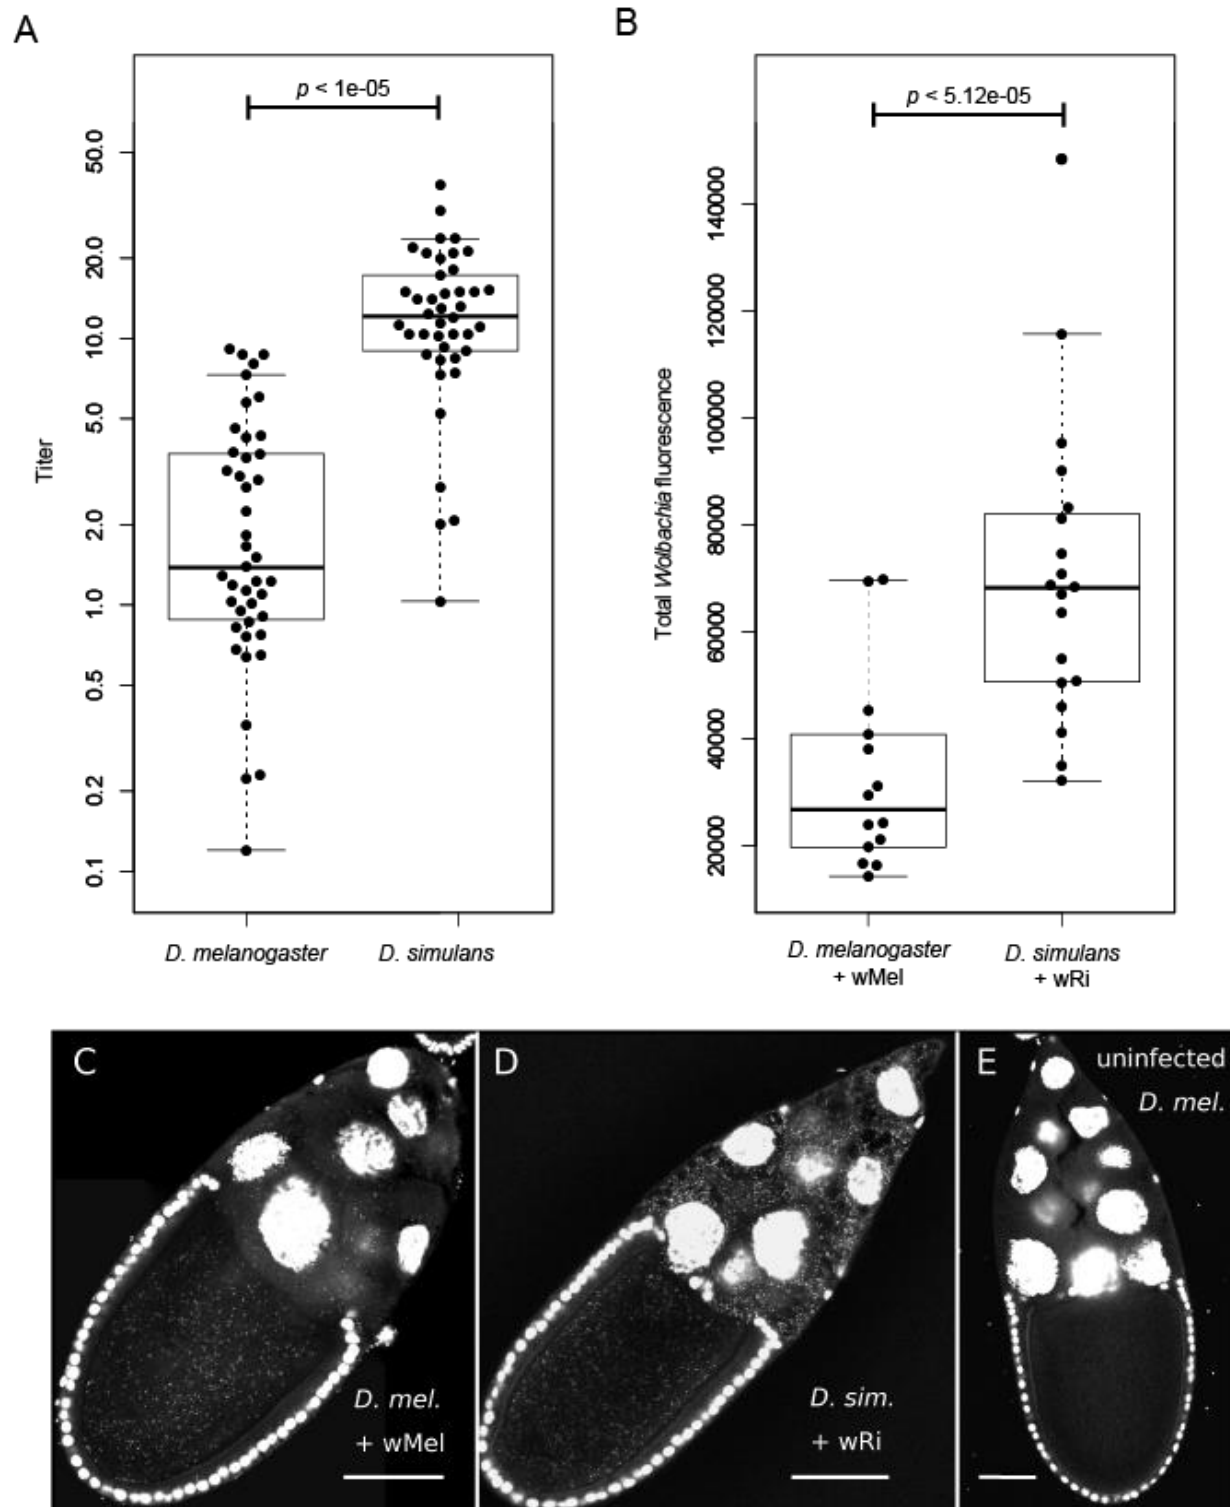 A
p < 1e-05
50.0
20.0
10.0
5.0
2.0
1.0
0.5
0.2
0.1
Titer
D. melanogaster
D. simulans
B
p < 5.12e-05
140000
120000
100000
80000
60000
40000
20000
Total Wolbachia fluorescence
D. melanogaster
+ wMel
D. simulans
+ wRi
C
D. mel.
+ wMel
D
D. sim.
+ wRi
E
uninfected
D. mel.